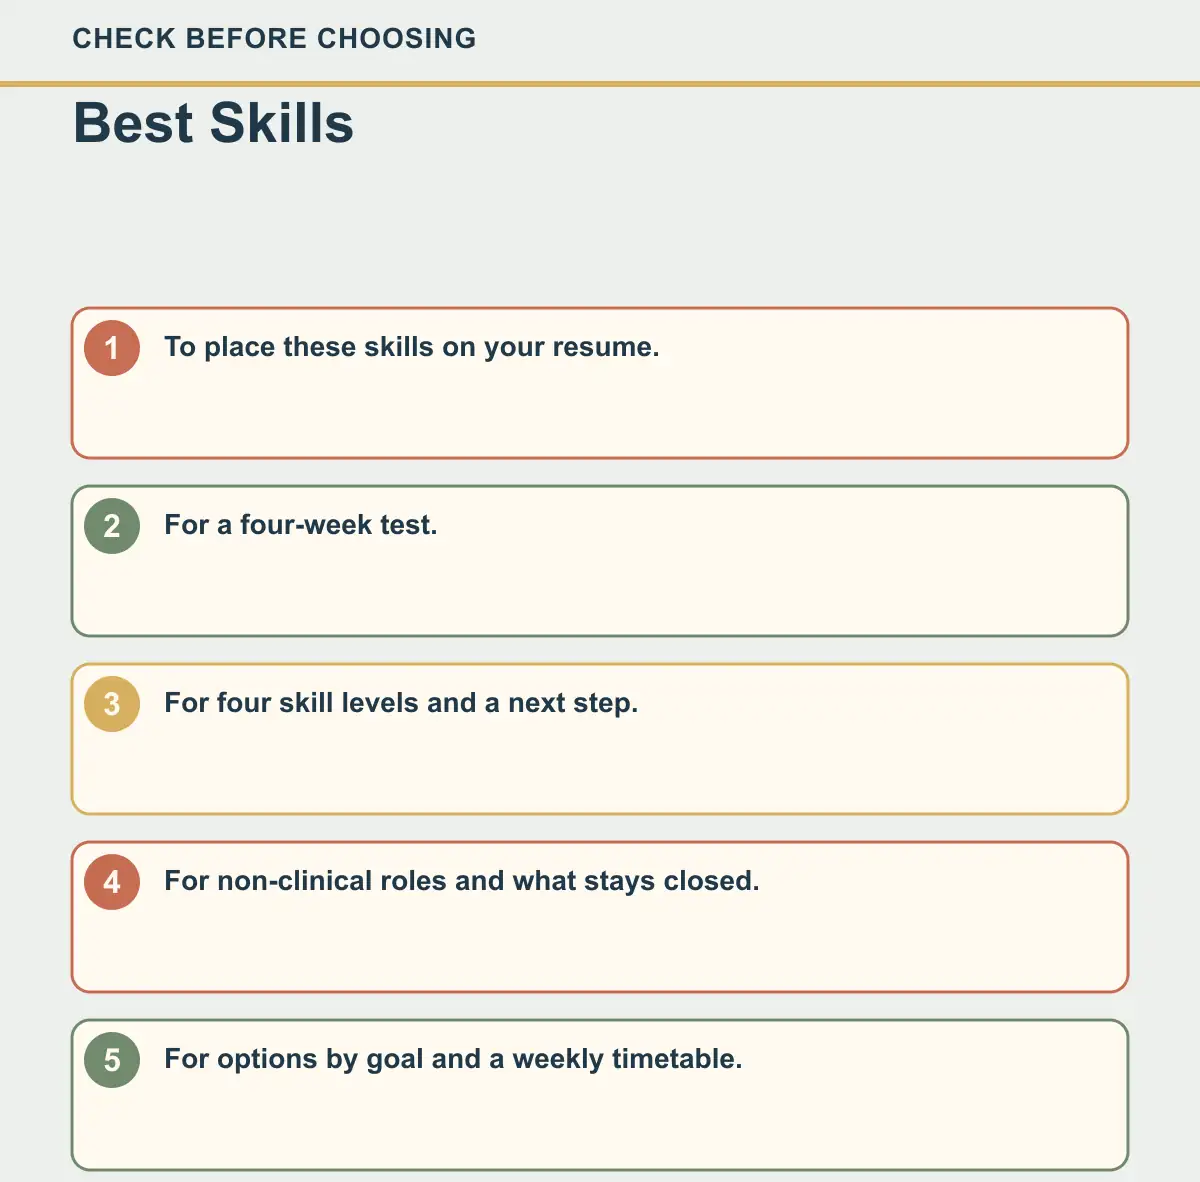 CHECK BEFORE CHOOSING
Best Skills
1 To place these skills on your resume.
2 For a four-week test.
3 For four skill levels and a next step.
4 For non-clinical roles and what stays closed.
5 For options by goal and a weekly timetable.